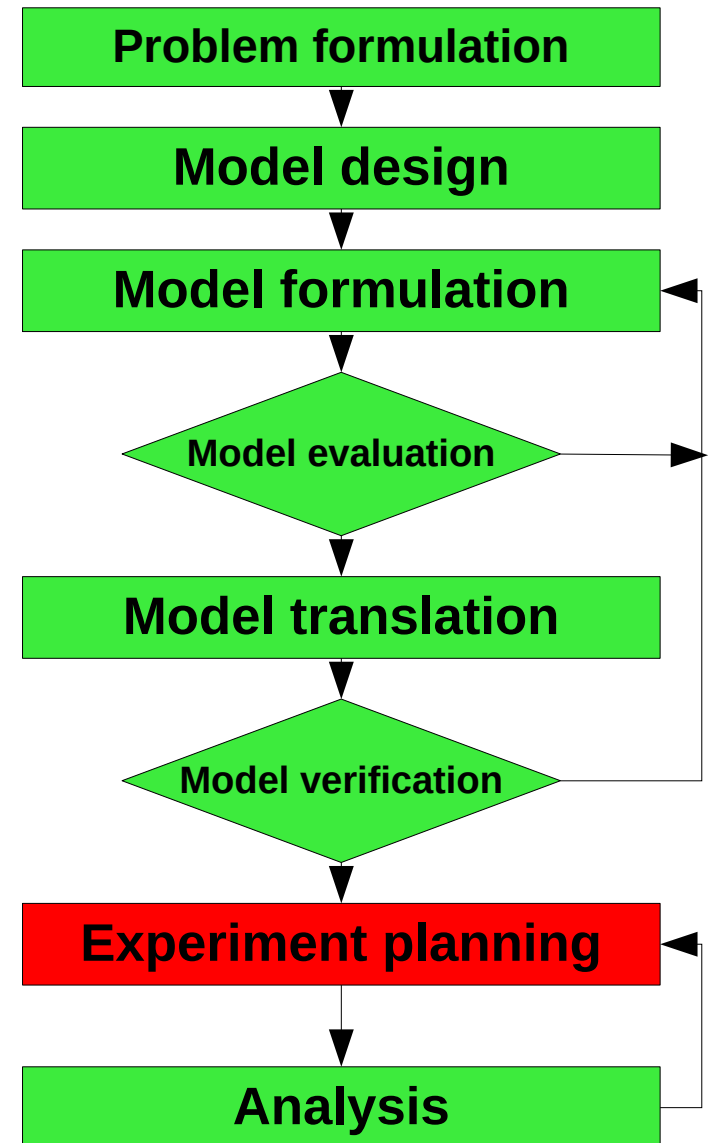 Problem formulation
Model design
Model formulation
Model evaluation
Model translation
Model verification
Experiment planning
Analysis